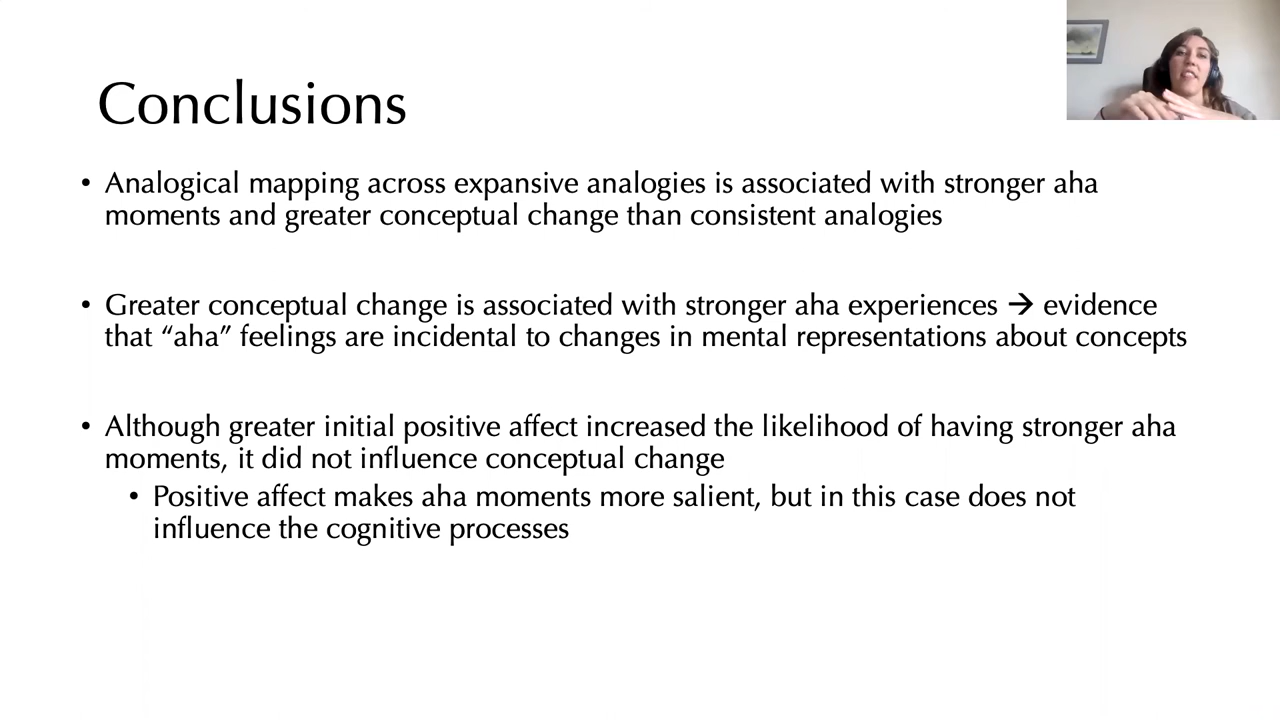 Conclusions
• Analogical mapping across expansive analogies is associated with stronger aha
moments and greater conceptual change than consistent analogies
• Greater conceptual change is associated with stronger aha experiences → evidence
that “aha” feelings are incidental to changes in mental representations about concepts
• Although greater initial positive affect increased the likelihood of having stronger aha
moments, it did not influence conceptual change
• Positive affect makes aha moments more salient, but in this case does not
influence the cognitive processes